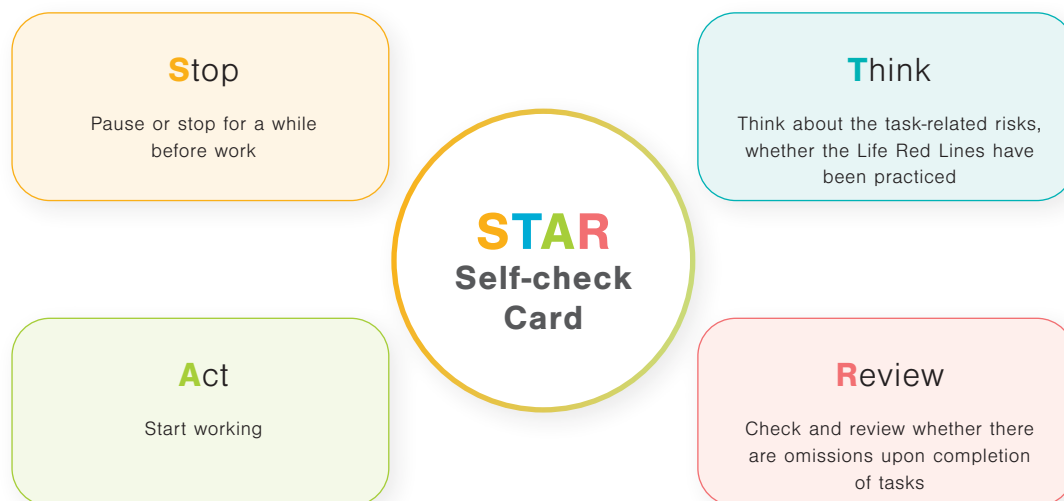 Stop
Pause or stop for a while
before work
Think
Think about the task-related risks,
whether the Life Red Lines have
been practiced
STAR
Self-check
Card
Act
Start working
Review
Check and review whether there
are omissions upon completion
of tasks